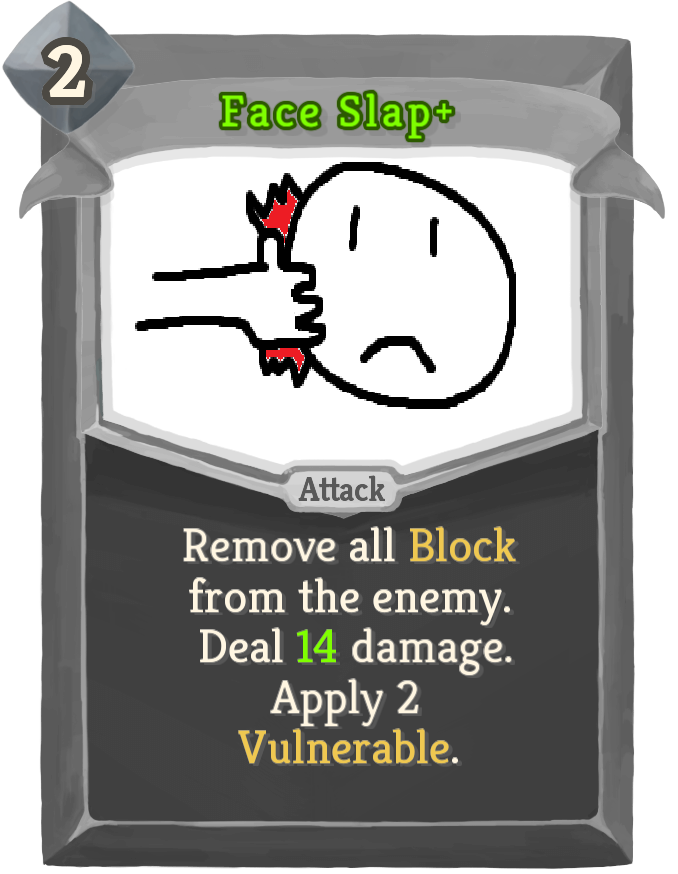 2
Face Slap+
Attack
Remove all Block
from the enemy.
Deal 14 damage.
Apply 2
Vulnerable.